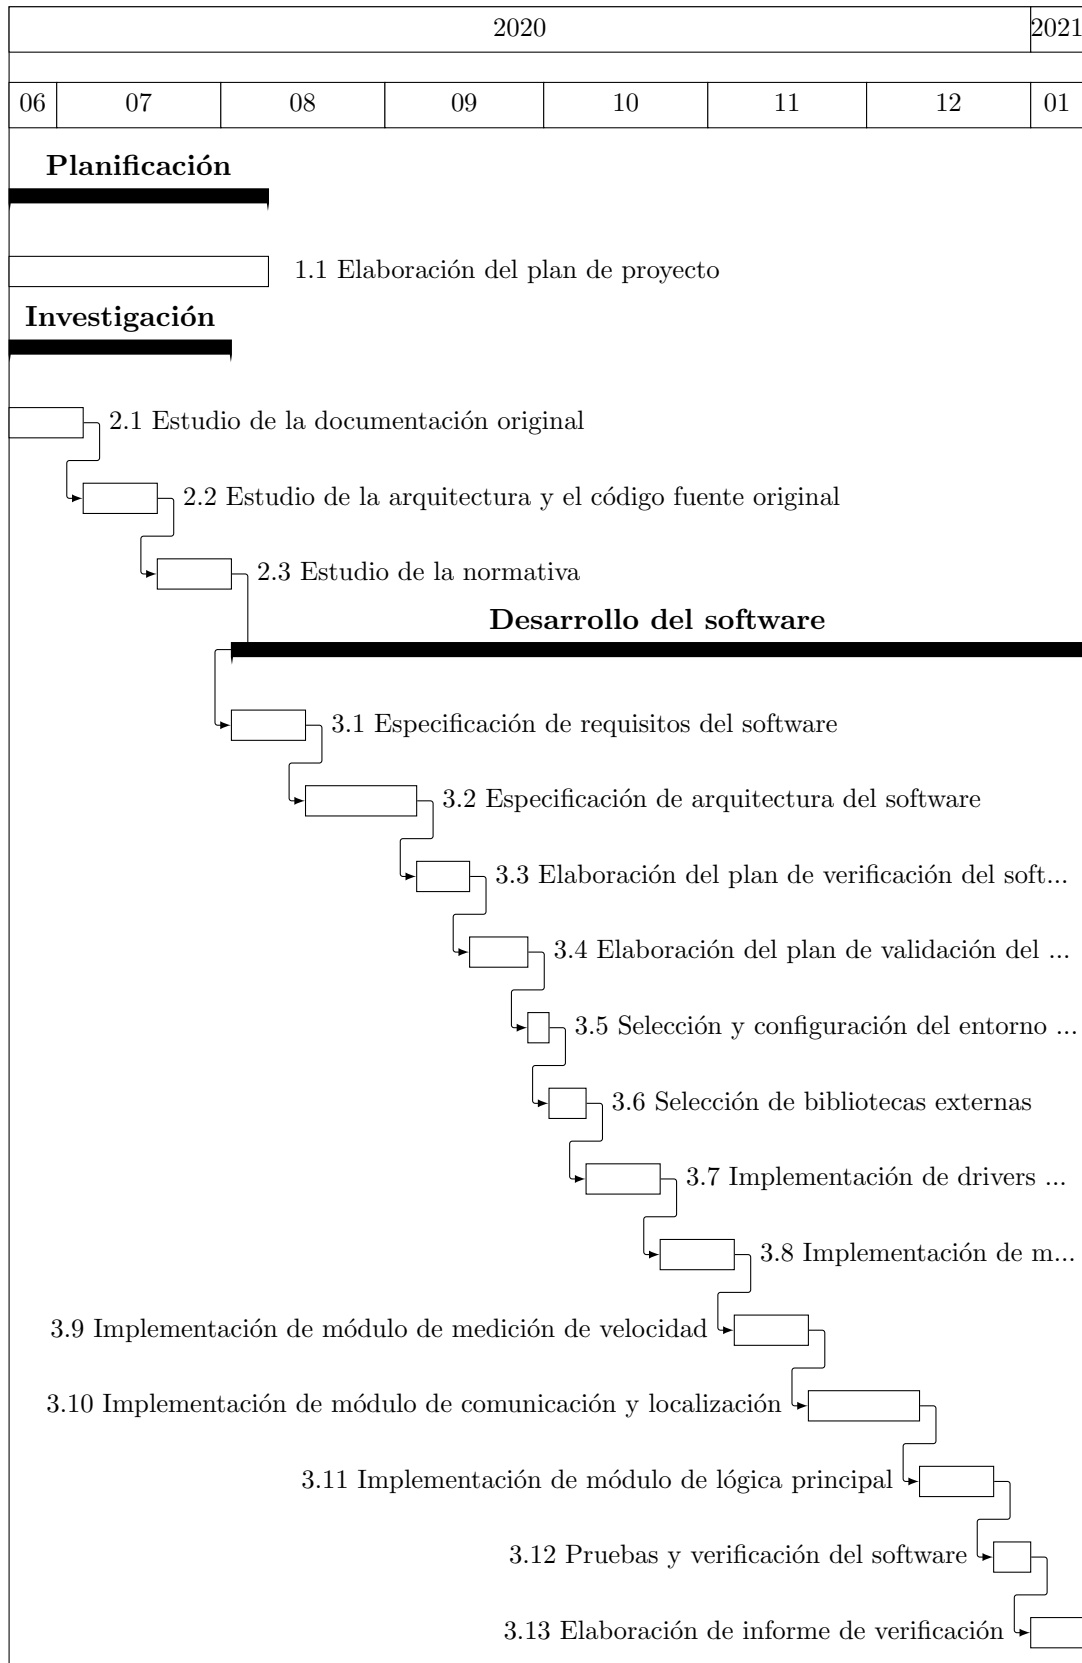 2020 2021
06 07 08 09 10 11 12 01
Planificación
1.1 Elaboración del plan de proyecto
Investigación
2.1 Estudio de la documentación original
2.2 Estudio de la arquitectura y el código fuente original
2.3 Estudio de la normativa
Desarrollo del software
3.1 Especificación de requisitos del software
3.2 Especificación de arquitectura del software
3.3 Elaboración del plan de verificación del soft...
3.4 Elaboración del plan de validación del ...
3.5 Selección y configuración del entorno ...
3.6 Selección de bibliotecas externas
3.7 Implementación de drivers ...
3.8 Implementación de m...
3.9 Implementación de módulo de medición de velocidad
3.10 Implementación de módulo de comunicación y localización
3.11 Implementación de módulo de lógica principal
3.12 Pruebas y verificación del software
3.13 Elaboración de informe de verificación